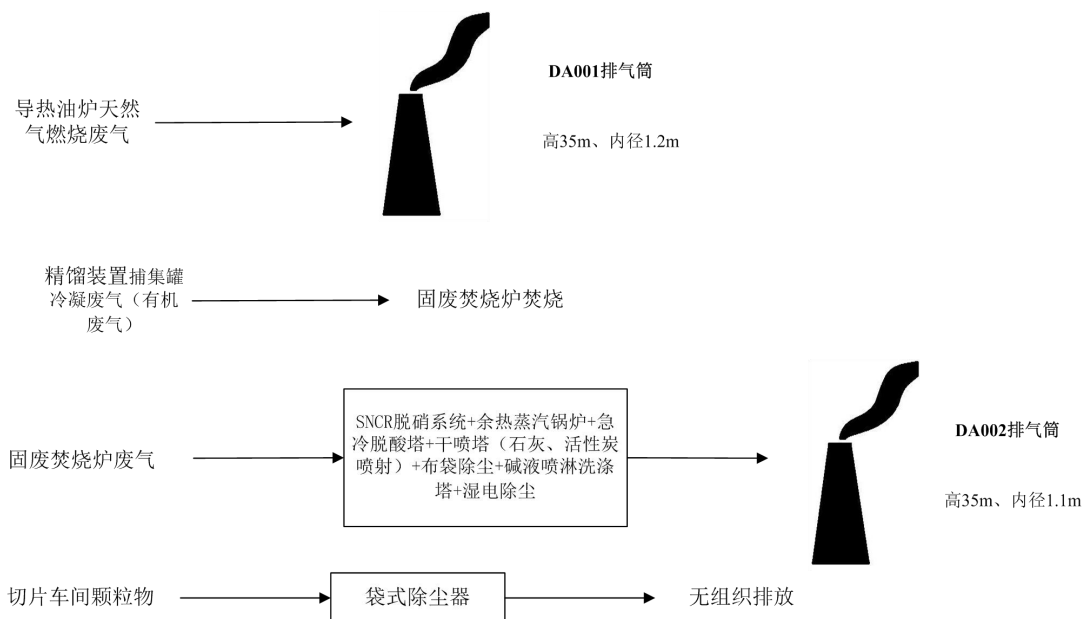 DA001排气筒
导热油炉天然
气燃烧废气
高35m、内径1.2m
精馏装置捕集罐
冷凝废气（有机
废气）
固废焚烧炉焚烧
固废焚烧炉废气
SNCR脱硝系统+余热蒸汽锅炉+急
冷脱酸塔+干喷塔（石灰、活性炭
喷射）+布袋除尘+碱液喷淋洗涤
塔+湿电除尘
DA002排气筒
高35m、内径1.1m
切片车间颗粒物
袋式除尘器
无组织排放